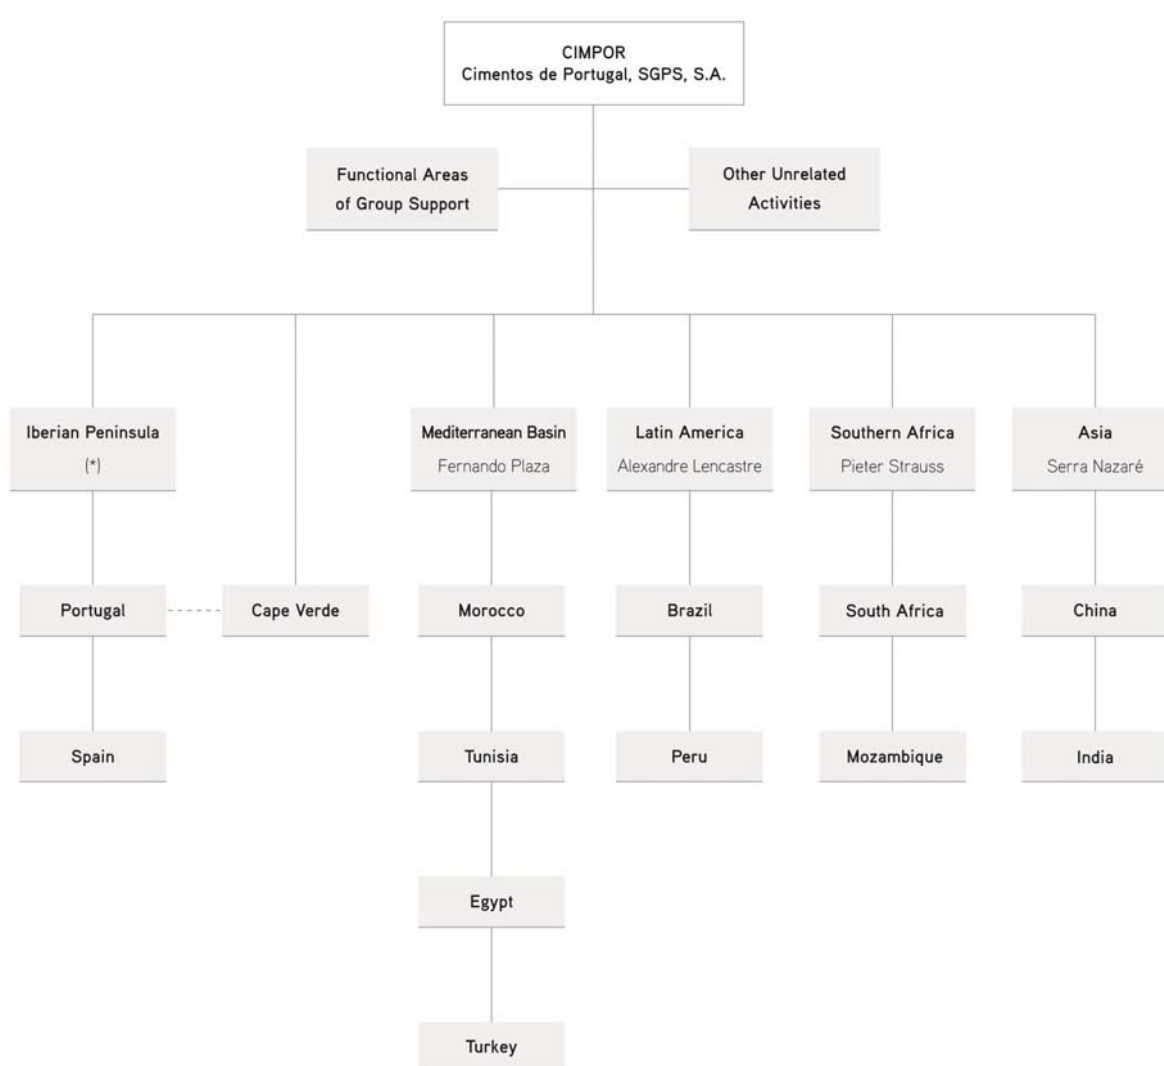 CIMPOR
Cimentos de Portugal, SGPS, S.A.
Functional Areas
of Group Support
Other Unrelated
Activities
Iberian Peninsula
(*)
Mediterranean Basin
Fernando Plaza
Latin America
Alexandre Lencastre
Southern Africa
Pieter Strauss
Asia
Serra Nazaré
Portugal
Cape Verde
Morocco
Brazil
South Africa
China
Spain
Tunisia
Peru
Mozambique
India
Egypt
Turkey